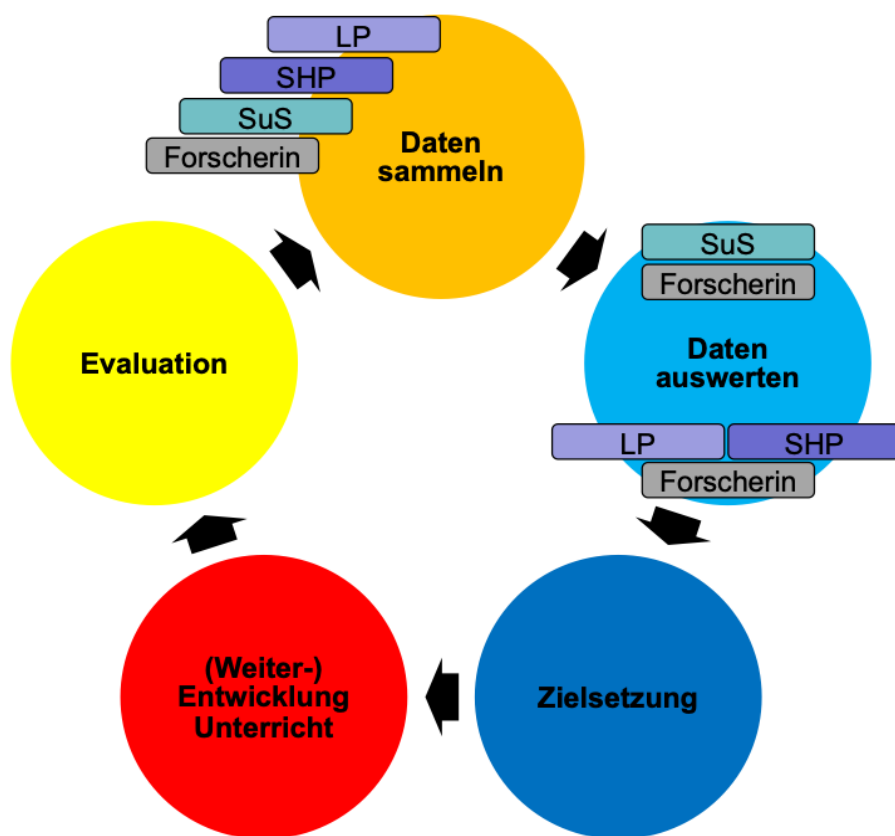 LP
SHP
SuS
Forscherin
Daten
sammeln
SuS
Forscherin
Daten
auswerten
LP
SHP
Forscherin
Zielsetzung
(Weiter-)
Entwicklung
Unterricht
Evaluation